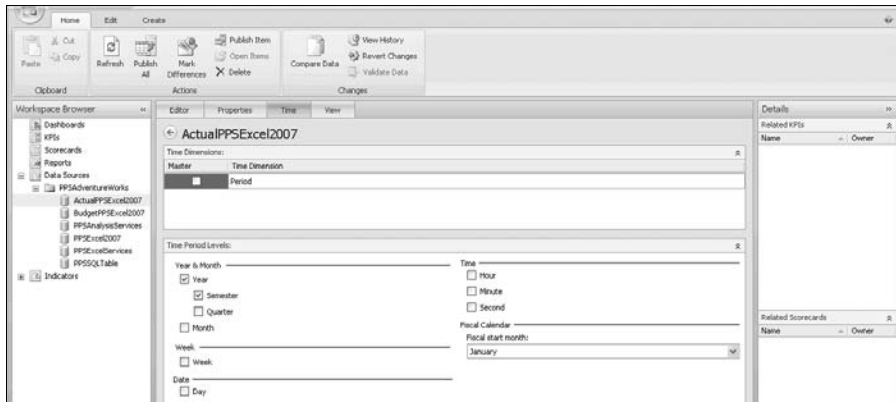 Home Edit Create
Cut
Copy
Paste
Clipboard
Refresh
Publish All
Mark Differences
Publish Item
Open Items
Delete
Actions
Compare Data
View History
Revert Changes
Validate Data
Changes
Workspace Browser
Dashboards
KPIs
Scorecards
Reports
Data Sources
PPSAdventureWorks
ActualPPSExcel2007
BudgetPPSExcel2007
PPSAnalysisServices
PPSExcel2007
PPSExcelServices
PPSSQLTable
Indicators
Editor Properties Time View
ActualPPSExcel2007
Time Dimensions:
Master Time Dimension
Period
Time Period Levels:
Year & Month
Year
Semester
Quarter
Month
Week
Week
Date
Day
Time
Hour
Minute
Second
Fiscal Calendar
Fiscal start month:
January
Details
Related KPIs
Name Owner
Related Scorecards
Name Owner